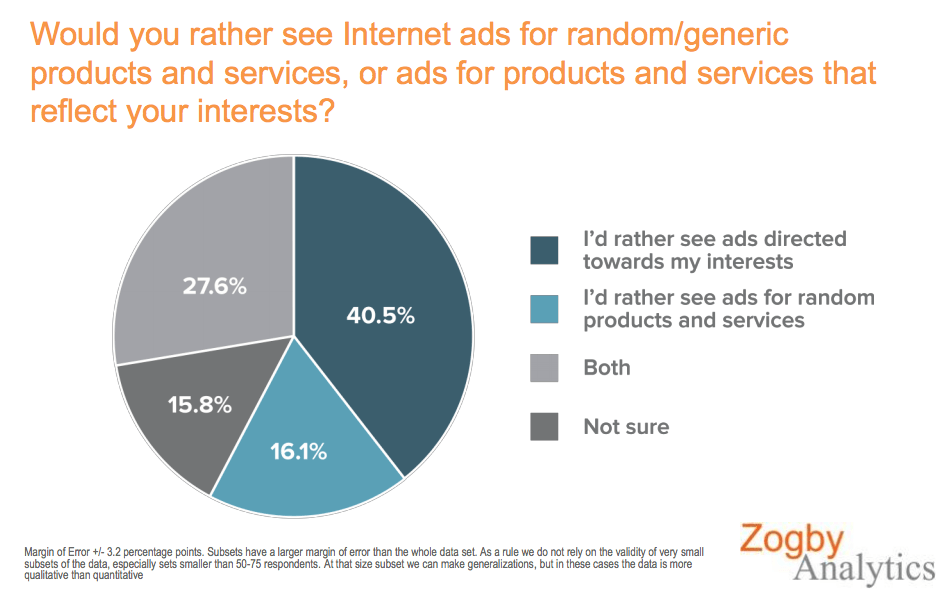 Would you rather see Internet ads for random/generic
products and services, or ads for products and services that
reflect your interests?
27.6%
40.5%
15.8%
16.1%
I’d rather see ads directed
towards my interests
I’d rather see ads for random
products and services
Both
Not sure
Margin of Error +/- 3.2 percentage points. Subsets have a larger margin of error than the whole data set. As a rule we do not rely on the validity of very small
subsets of the data, especially sets smaller than 50-75 respondents. At that size subset we can make generalizations, but in these cases the data is more
qualitative than quantitative
Zogby
Analytics